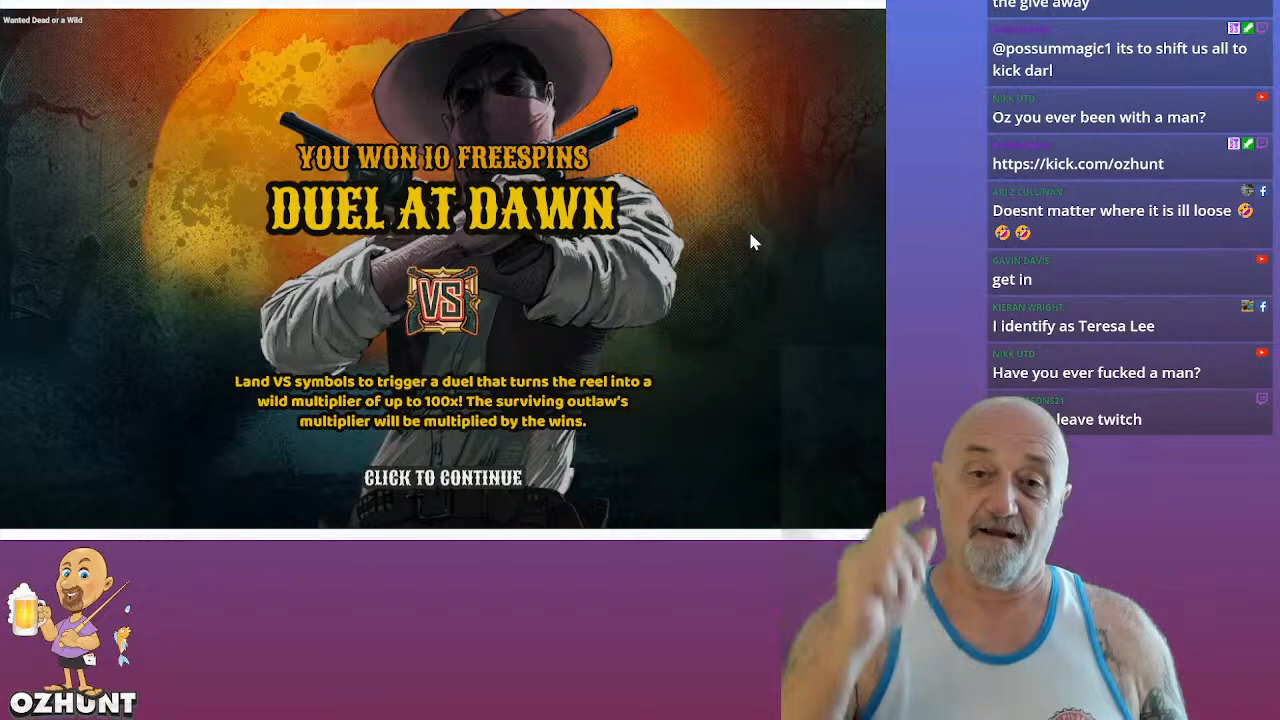 Wanted Dead or a Wild
YOU WON 10 FREESPINS
DUEL AT DAWN
VS
Land VS symbols to trigger a duel that turns the reel into a
wild multiplier of up to 100x! The surviving outlaw's
multiplier will be multiplied by the wins.
CLICK TO CONTINUE
the give away
@possummagic1 its to shift us all to
kick darl
NIKK UTD
Oz you ever been with a man?
https://kick.com/ozhunt
ARI Z CULLINAN
Doesnt matter where it is ill loose 🤣
🤣 🤣
GAVIN DAVIS
get in
KIERAN WRIGHT
I identify as Teresa Lee
NIKK UTD
Have you ever fucked a man?
leave twitch
OZHUNT